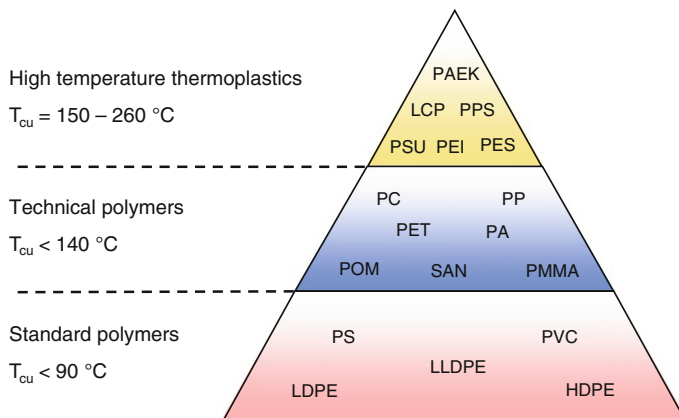 High temperature thermoplastics
T_cu = 150 – 260 °C
PAEK
LCP PPS
PSU PEI PES
Technical polymers
T_cu < 140 °C
PC PP
PET PA
POM SAN PMMA
Standard polymers
T_cu < 90 °C
PS PVC
LLDPE
LDPE HDPE